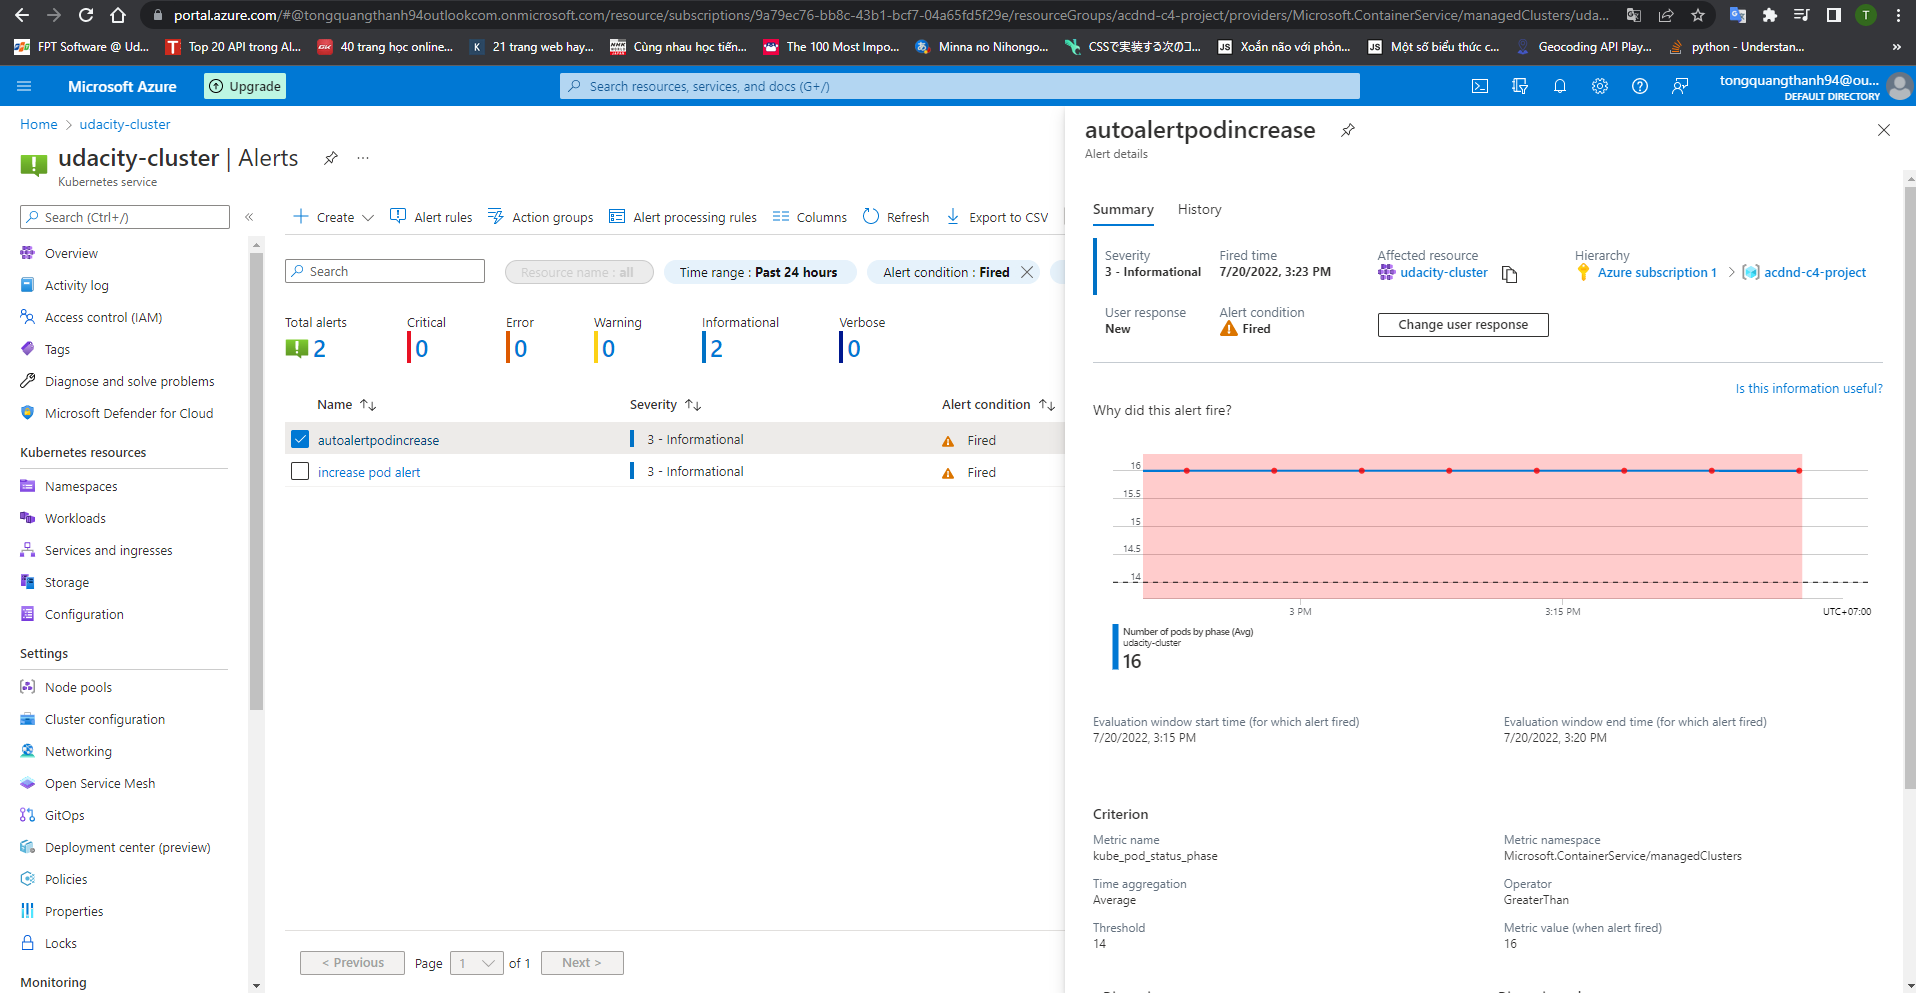 portal.azure.com/#@tongquangthanh94outlookcom.onmicrosoft.com/resource/subscriptions/9a79ec76-bb8c-43b1-bcf7-04a65fd5f29e/resourceGroups/acdnd-c4-project/providers/Microsoft.ContainerService/managedClusters/uda...
T
FPT Software @ Ud...
Top 20 API trong AI...
40 trang học online...
21 trang web hay...
Cùng nhau học tiến...
The 100 Most Impo...
Minna no Nihongo...
CSSで実装する次のコ...
Xoắn não với phỏn...
Một số biểu thức c...
Geocoding API Play...
python - Understan...
»
Microsoft Azure
Upgrade
Search resources, services, and docs (G+/)
tongquangthanh94@ou...
DEFAULT DIRECTORY
Home > udacity-cluster
udacity-cluster | Alerts
...
Kubernetes service
Search (Ctrl+/)
«
Overview
Activity log
Access control (IAM)
Tags
Diagnose and solve problems
Microsoft Defender for Cloud
Kubernetes resources
Namespaces
Workloads
Services and ingresses
Storage
Configuration
Settings
Node pools
Cluster configuration
Networking
Open Service Mesh
GitOps
Deployment center (preview)
Policies
Properties
Locks
Monitoring
Create
Alert rules
Action groups
Alert processing rules
Columns
Refresh
Export to CSV
Search
Resource name : all
Time range : Past 24 hours
Alert condition : Fired
Total alerts
2
Critical
0
Error
0
Warning
0
Informational
2
Verbose
0
Name ↑↓ Severity ↑↓ Alert condition ↑↓
autoalertpodincrease 3 - Informational Fired
increase pod alert 3 - Informational Fired
< Previous Page 1 of 1 Next >
autoalertpodincrease
Alert details
Summary History
Severity
3 - Informational
Fired time
7/20/2022, 3:23 PM
Affected resource
udacity-cluster
Hierarchy
Azure subscription 1 > acdnd-c4-project
User response
New
Alert condition
Fired
Change user response
Is this information useful?
Why did this alert fire?
16
15.5
15
14.5
14
3 PM 3:15 PM UTC+07:00
Number of pods by phase (Avg)
udacity-cluster
16
Evaluation window start time (for which alert fired)
7/20/2022, 3:15 PM
Evaluation window end time (for which alert fired)
7/20/2022, 3:20 PM
Criterion
Metric name
kube_pod_status_phase
Metric namespace
Microsoft.ContainerService/managedClusters
Time aggregation
Average
Operator
GreaterThan
Threshold
14
Metric value (when alert fired)
16